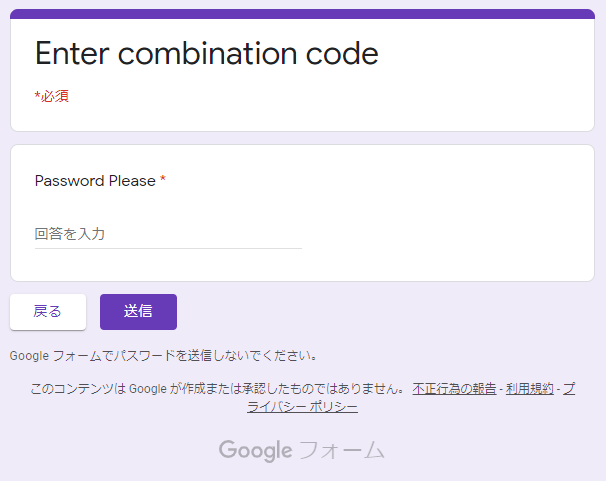 Enter combination code
*必須
Password Please *
回答を入力
戻る
送信
Google フォームでパスワードを送信しないでください。
このコンテンツは Google が作成または承認したものではありません。 不正行為の報告 - 利用規約 - プ
ライバシー ポリシー
Google フォーム